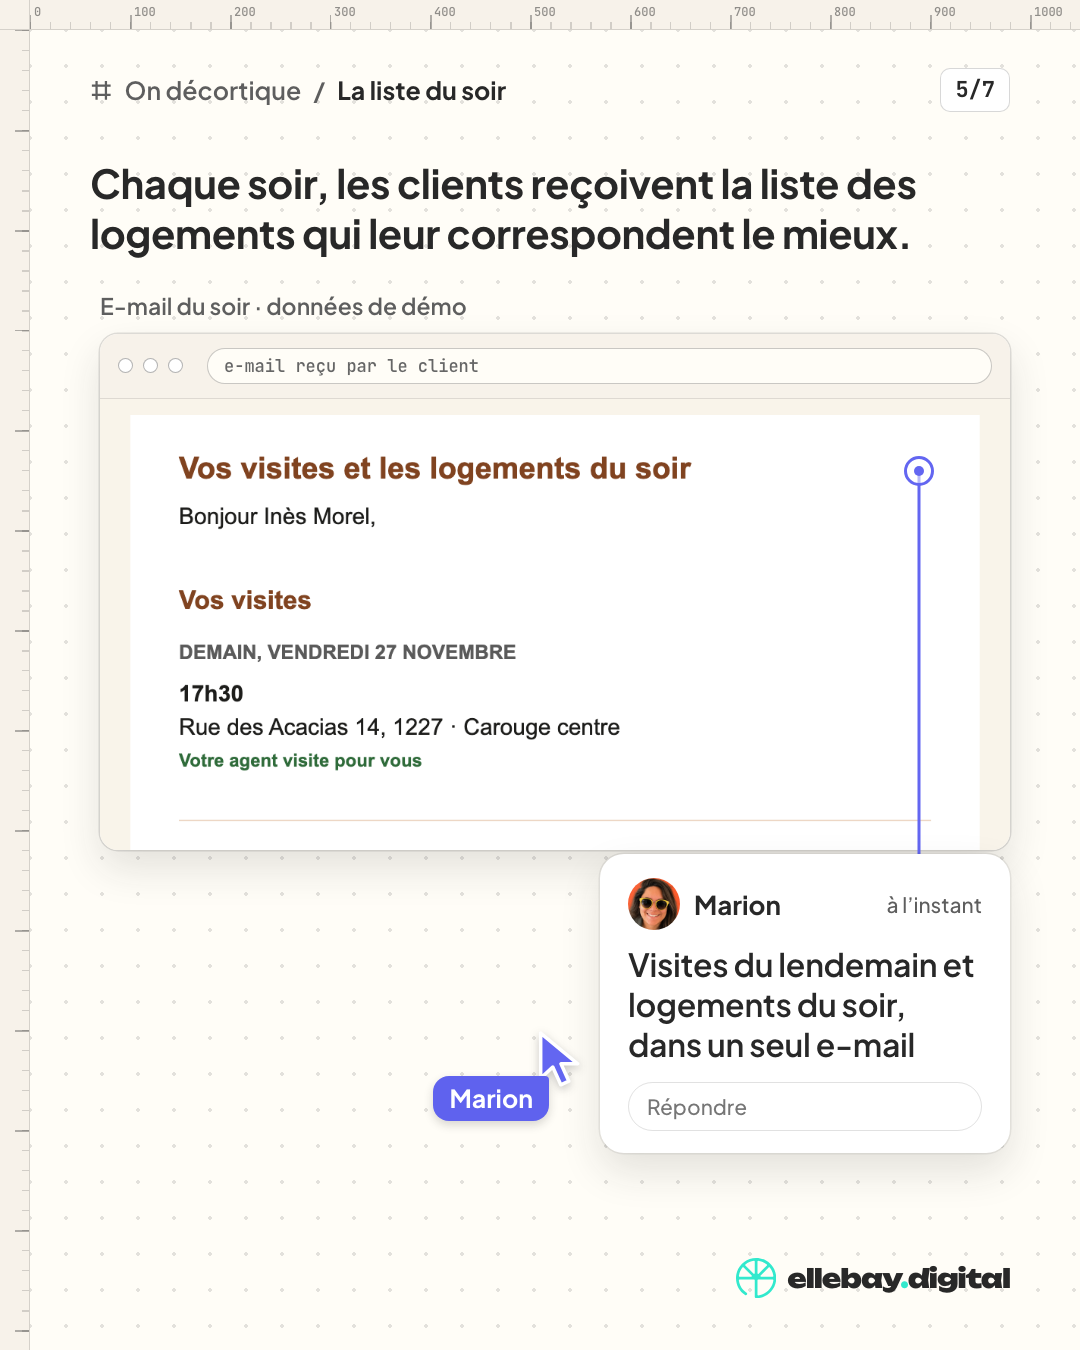 0 100 200 300 400 500 600 700 800 900 1000
On décortique / La liste du soir
5/7
Chaque soir, les clients reçoivent la liste des
logements qui leur correspondent le mieux.
E-mail du soir · données de démo
e-mail reçu par le client
Vos visites et les logements du soir
Bonjour Inès Morel,
Vos visites
DEMAIN, VENDREDI 27 NOVEMBRE
17h30
Rue des Acacias 14, 1227 · Carouge centre
Votre agent visite pour vous
Marion
à l’instant
Visites du lendemain et
logements du soir,
dans un seul e-mail
Répondre
Marion
ellebay.digital